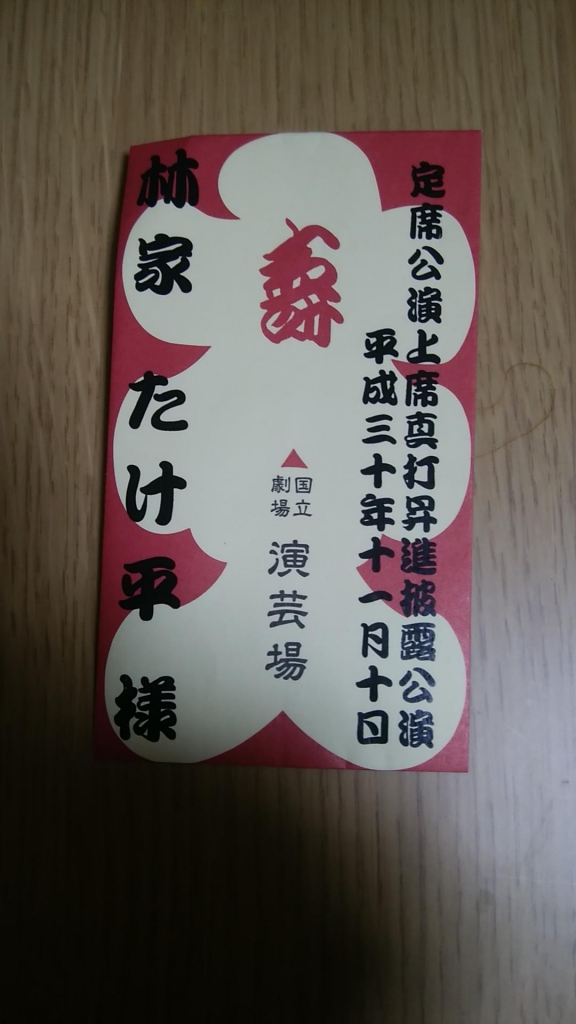 定席公演上席真打昇進披露公演
平成三十年十一月十日
寿
国立
劇場
演芸場
林家たけ平様